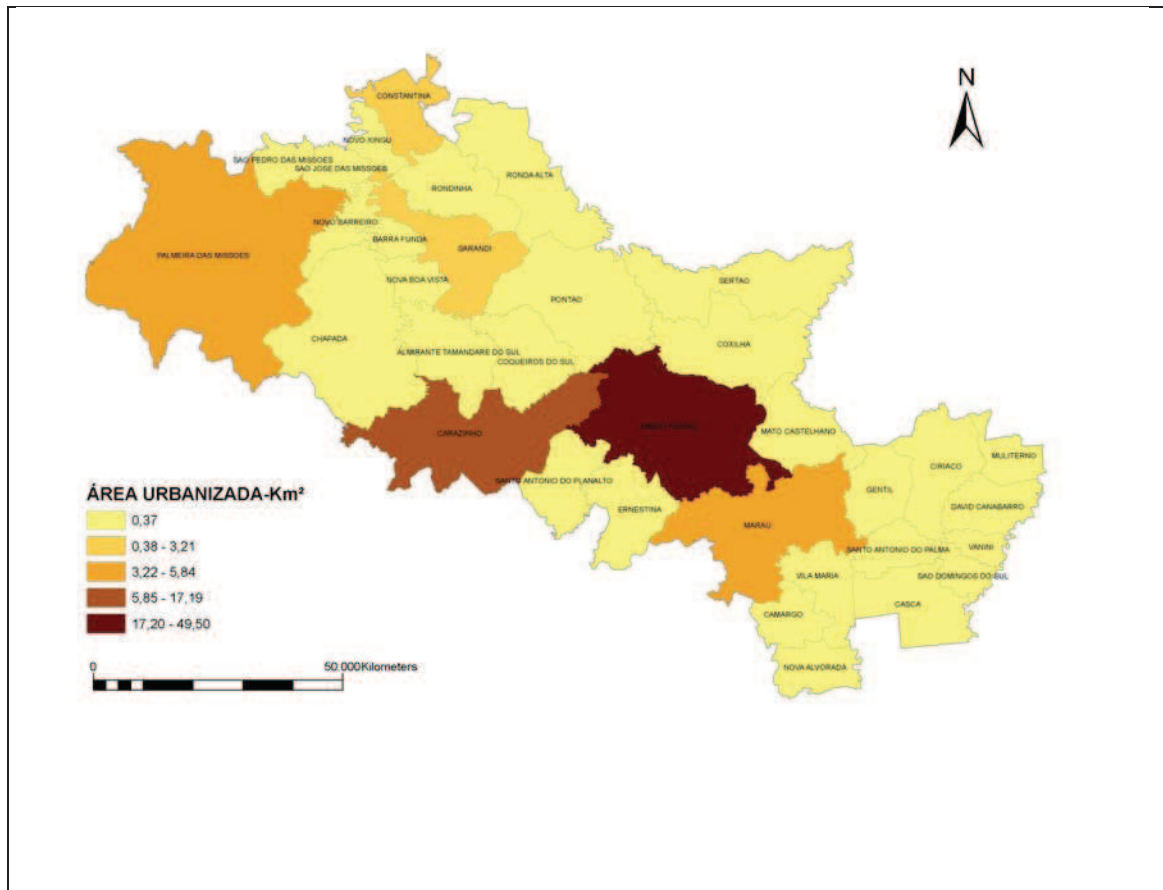 N
CONSTANTINA
NOVO XINGU
SAO PEDRO DAS MISSOES
SAO JOSE DAS MISSOES
RONDA ALTA
RONDINHA
NOVO BARREIRO
BARRA FUNDA
SARANDI
PALMEIRA DAS MISSOES
NOVA BOA VISTA
SERTAO
PONTAO
CHAPADA
COXILHA
ALMIRANTE TAMANDARE DO SUL
COQUEIROS DO SUL
CARAZINHO
MATO CASTELHANO
MULITERNO
CIRIACO
SANTO ANTONIO DO PLANALTO
GENTIL
ERNESTINA
DAVID CANABARRO
MARAU
VANINI
SANTO ANTONIO DO PALMA
VILA MARIA
SAO DOMINGOS DO SUL
CASCA
CAMARGO
NOVA ALVORADA
ÁREA URBANIZADA-Km²
0,37
0,38 - 3,21
3,22 - 5,84
5,85 - 17,19
17,20 - 49,50
0
50.000Kilometers